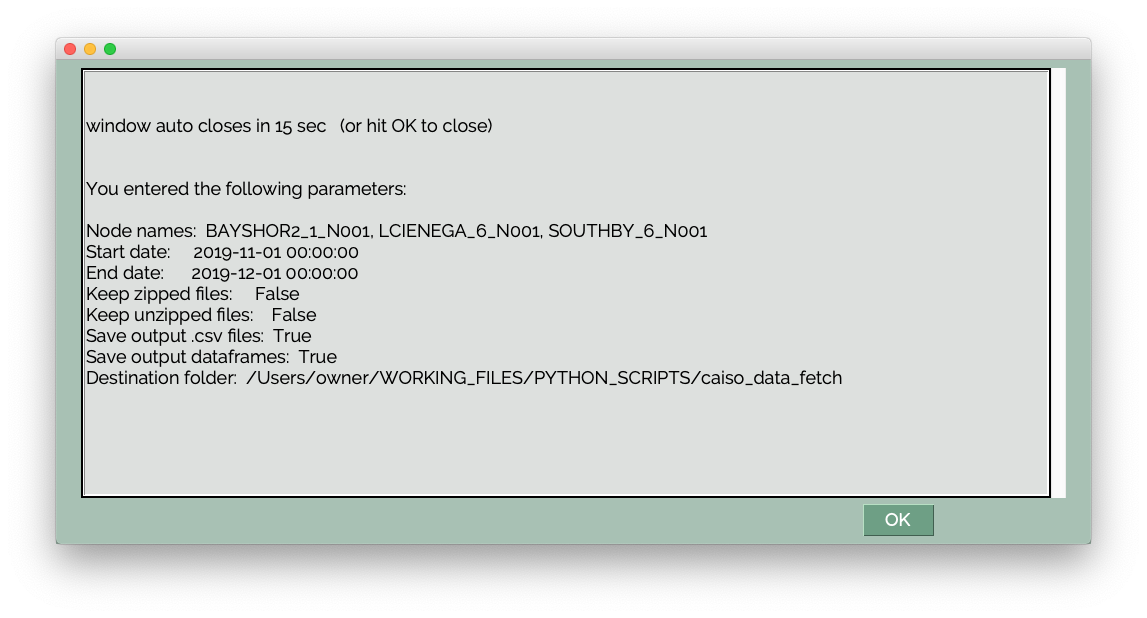 window auto closes in 15 sec   (or hit OK to close)
You entered the following parameters:
Node names:  BAYSHOR2_1_N001, LCIENEGA_6_N001, SOUTHBY_6_N001
Start date:     2019-11-01 00:00:00
End date:      2019-12-01 00:00:00
Keep zipped files:     False
Keep unzipped files:    False
Save output .csv files:  True
Save output dataframes:  True
Destination folder:  /Users/owner/WORKING_FILES/PYTHON_SCRIPTS/caiso_data_fetch
OK